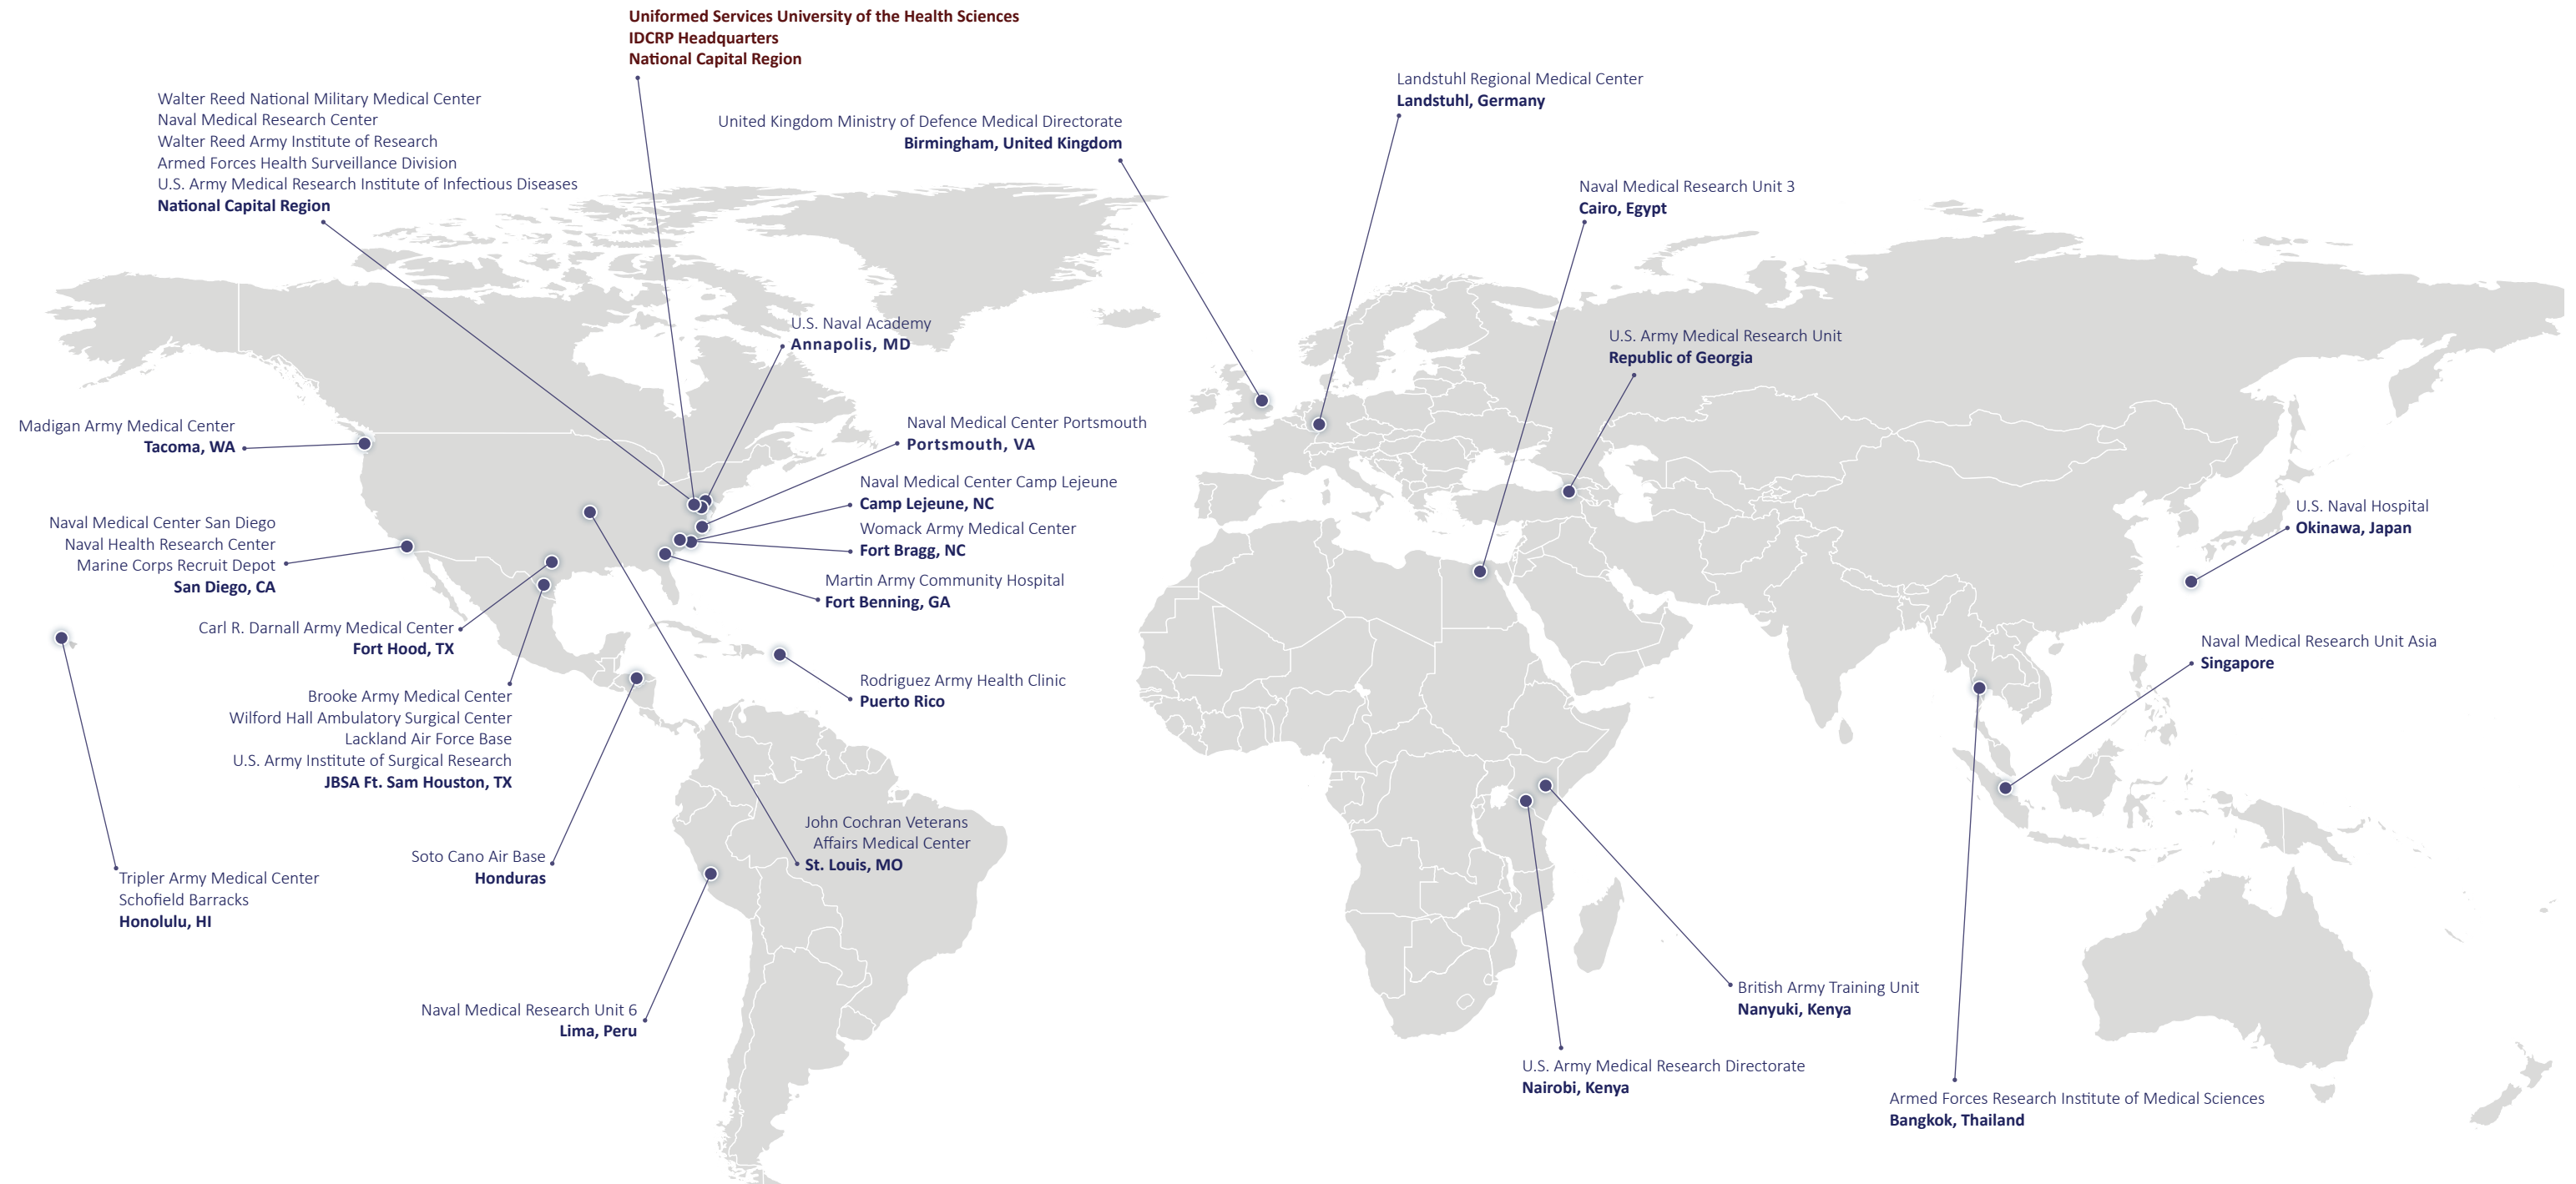 Uniformed Services University of the Health Sciences
IDCRP Headquarters
National Capital Region
Walter Reed National Military Medical Center
Naval Medical Research Center
Walter Reed Army Institute of Research
Armed Forces Health Surveillance Division
U.S. Army Medical Research Institute of Infectious Diseases
National Capital Region
United Kingdom Ministry of Defence Medical Directorate
Birmingham, United Kingdom
Landstuhl Regional Medical Center
Landstuhl, Germany
Naval Medical Research Unit 3
Cairo, Egypt
U.S. Naval Academy
Annapolis, MD
U.S. Army Medical Research Unit
Republic of Georgia
Madigan Army Medical Center
Tacoma, WA
Naval Medical Center Portsmouth
Portsmouth, VA
Naval Medical Center Camp Lejeune
Camp Lejeune, NC
Womack Army Medical Center
Fort Bragg, NC
Martin Army Community Hospital
Fort Benning, GA
Naval Medical Center San Diego
Naval Health Research Center
Marine Corps Recruit Depot
San Diego, CA
U.S. Naval Hospital
Okinawa, Japan
Carl R. Darnall Army Medical Center
Fort Hood, TX
Naval Medical Research Unit Asia
Singapore
Brooke Army Medical Center
Wilford Hall Ambulatory Surgical Center
Lackland Air Force Base
U.S. Army Institute of Surgical Research
JBSA Ft. Sam Houston, TX
Rodriguez Army Health Clinic
Puerto Rico
John Cochran Veterans
Affairs Medical Center
St. Louis, MO
Soto Cano Air Base
Honduras
Tripler Army Medical Center
Schofield Barracks
Honolulu, HI
Naval Medical Research Unit 6
Lima, Peru
British Army Training Unit
Nanyuki, Kenya
U.S. Army Medical Research Directorate
Nairobi, Kenya
Armed Forces Research Institute of Medical Sciences
Bangkok, Thailand